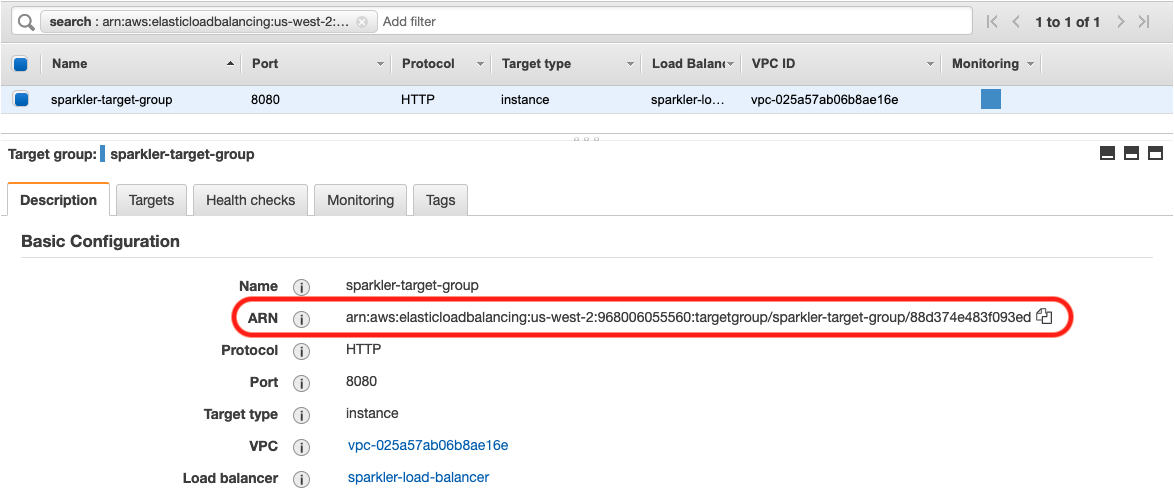 search : arn:aws:elasticloadbalancing:us-west-2:... Add filter 1 to 1 of 1
Name Port Protocol Target type Load Balanc VPC ID Monitoring
sparkler-target-group 8080 HTTP instance sparkler-lo... vpc-025a57ab06b8ae16e
Target group: sparkler-target-group
Description Targets Health checks Monitoring Tags
Basic Configuration
Name i sparkler-target-group
ARN i arn:aws:elasticloadbalancing:us-west-2:968006055560:targetgroup/sparkler-target-group/88d374e483f093ed
Protocol i HTTP
Port i 8080
Target type i instance
VPC i vpc-025a57ab06b8ae16e
Load balancer i sparkler-load-balancer